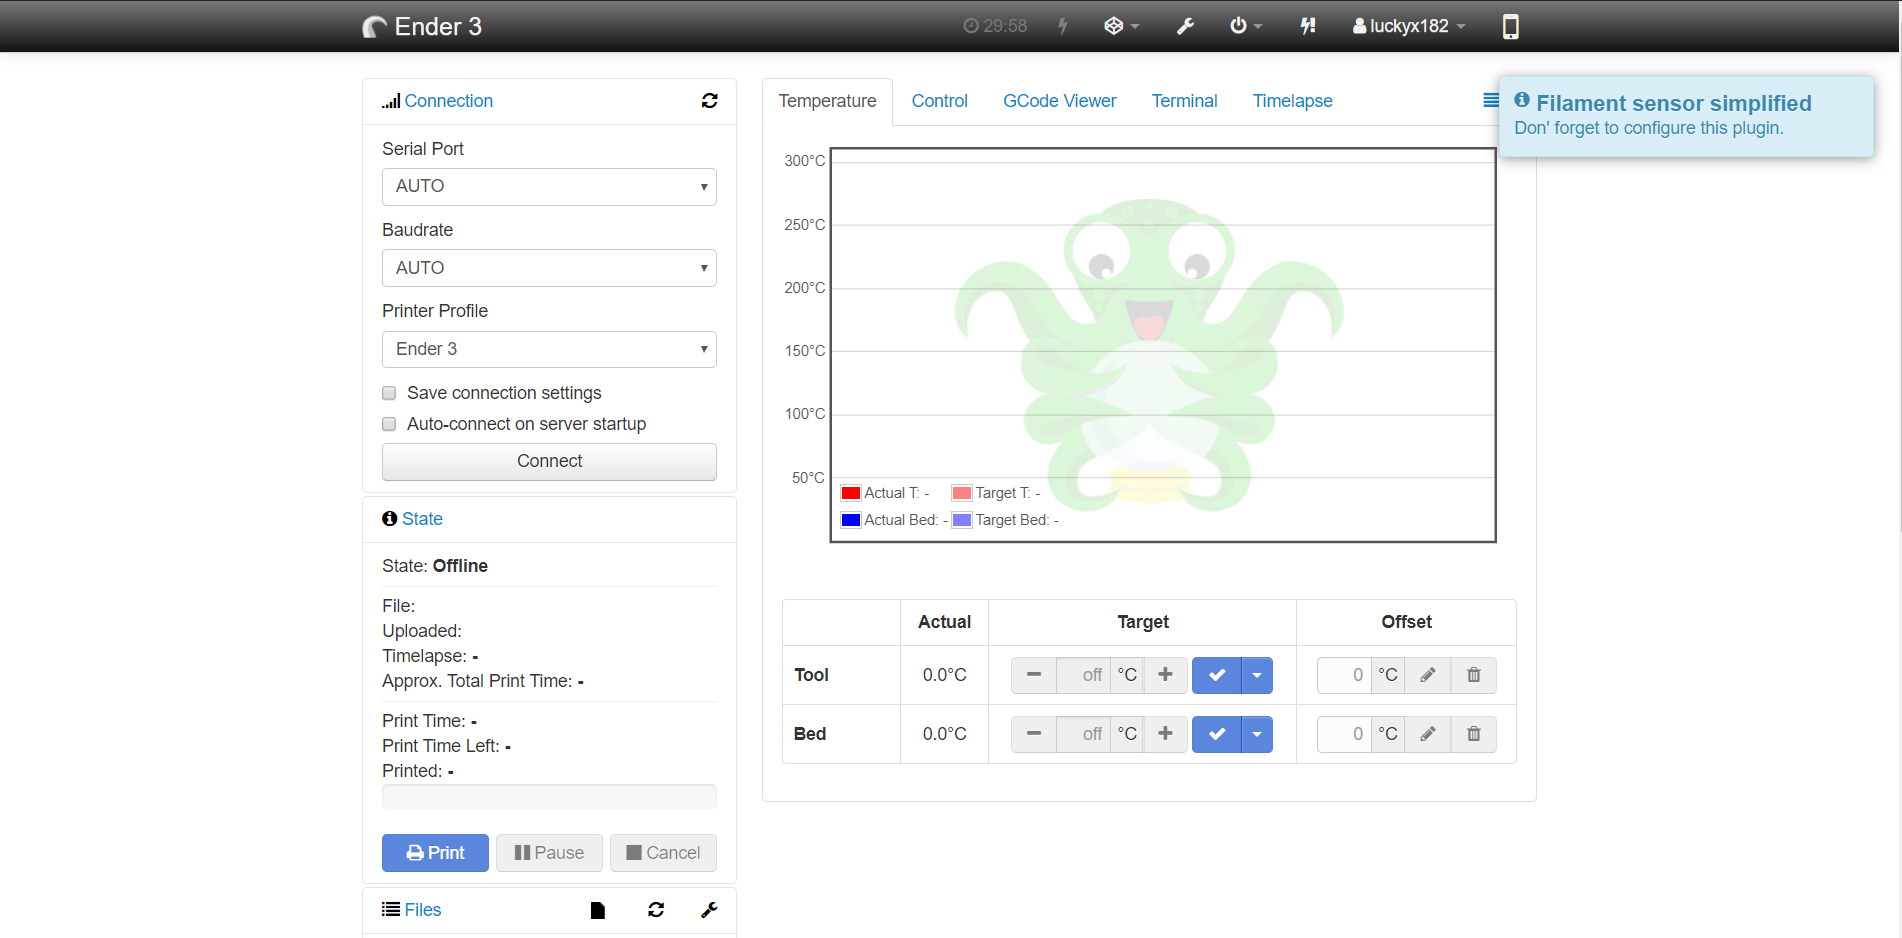 Ender 3
29:58
luckyx182
Connection
Serial Port
AUTO
Baudrate
AUTO
Printer Profile
Ender 3
Save connection settings
Auto-connect on server startup
Connect
State
State: Offline
File:
Uploaded:
Timelapse: -
Approx. Total Print Time: -
Print Time: -
Print Time Left: -
Printed: -
Print
Pause
Cancel
Files
Temperature
Control
GCode Viewer
Terminal
Timelapse
Filament sensor simplified
Don' forget to configure this plugin.
300°C
250°C
200°C
150°C
100°C
50°C
Actual T: -
Target T: -
Actual Bed: -
Target Bed: -
Actual
Target
Offset
Tool
0.0°C
off
°C
0
°C
Bed
0.0°C
off
°C
0
°C